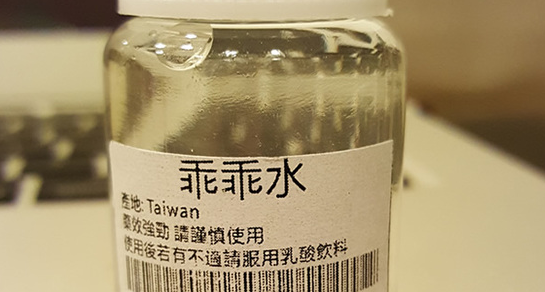 乖乖水
產地: Taiwan
藥效強勁 請謹慎使用
使用後若有不適請服用乳酸飲料